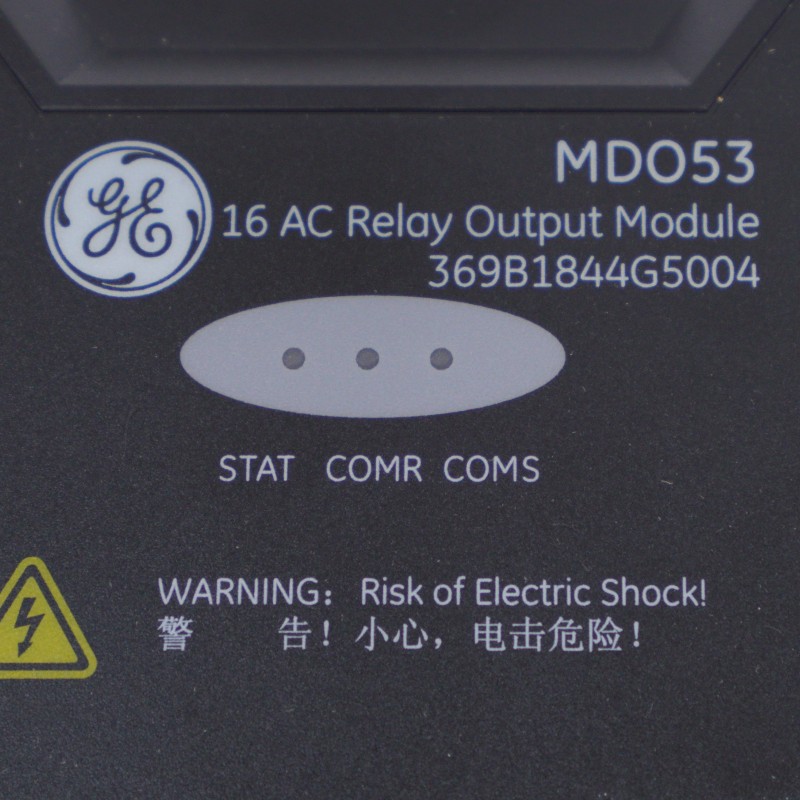 MDO53
GE
16 AC Relay Output Module
369B1844G5004
STAT COMR COMS
WARNING: Risk of Electric Shock!
警 告！小心，电击危险！